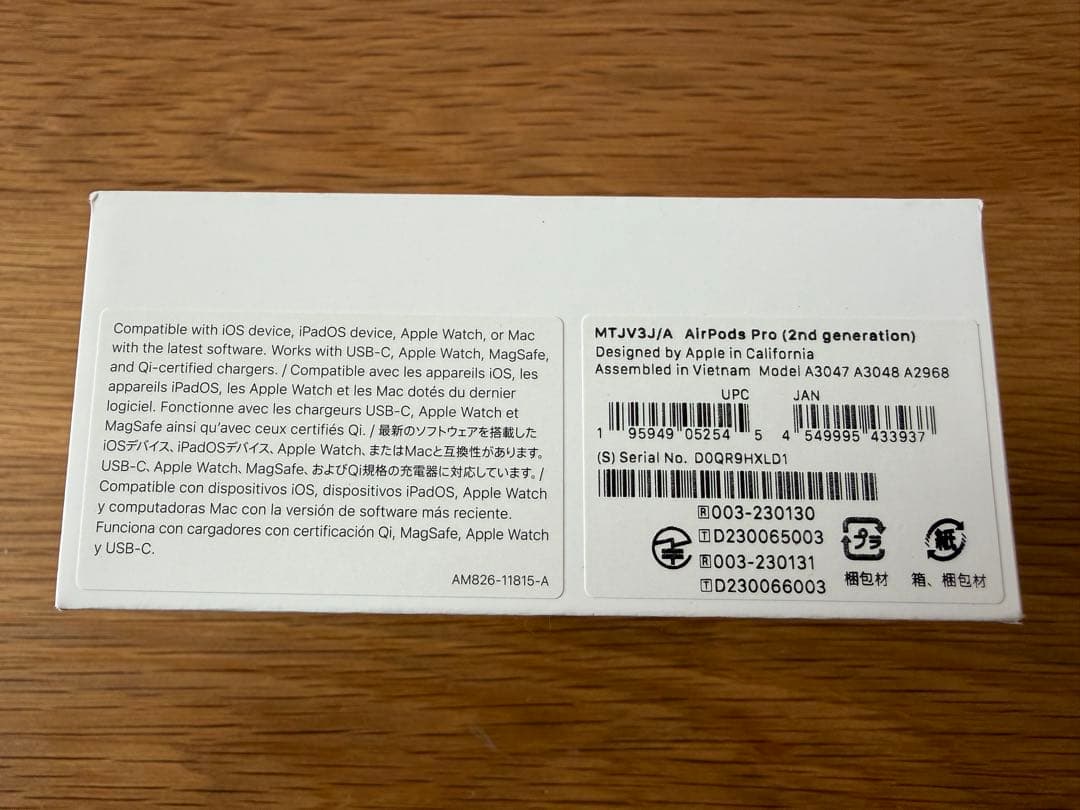 Compatible with iOS device, iPadOS device, Apple Watch, or Mac
with the latest software. Works with USB-C, Apple Watch, MagSafe,
and Qi-certified chargers. / Compatible avec les appareils iOS, les
appareils iPadOS, les Apple Watch et les Mac dotés du dernier
logiciel. Fonctionne avec les chargeurs USB-C, Apple Watch et
MagSafe ainsi qu'avec ceux certifiés Qi. / 最新のソフトウェアを搭載した
iOSデバイス、iPadOSデバイス、Apple Watch、またはMacと互換性があります。
USB-C、Apple Watch、MagSafe、およびQi規格の充電器に対応しています。/
Compatible con dispositivos iOS, dispositivos iPadOS, Apple Watch
y computadoras Mac con la versión de software más reciente.
Funciona con cargadores con certificación Qi, MagSafe, Apple Watch
y USB-C.
AM826-11815-A
MTJV3J/A AirPods Pro (2nd generation)
Designed by Apple in California
Assembled in Vietnam Model A3047 A3048 A2968
UPC JAN
1 95949 05254 5 4 549995 433937
(S) Serial No. D0QR9HXLD1
R 003-230130
T D230065003
R 003-230131
T D230066003
プラ
梱包材
紙
箱、梱包材